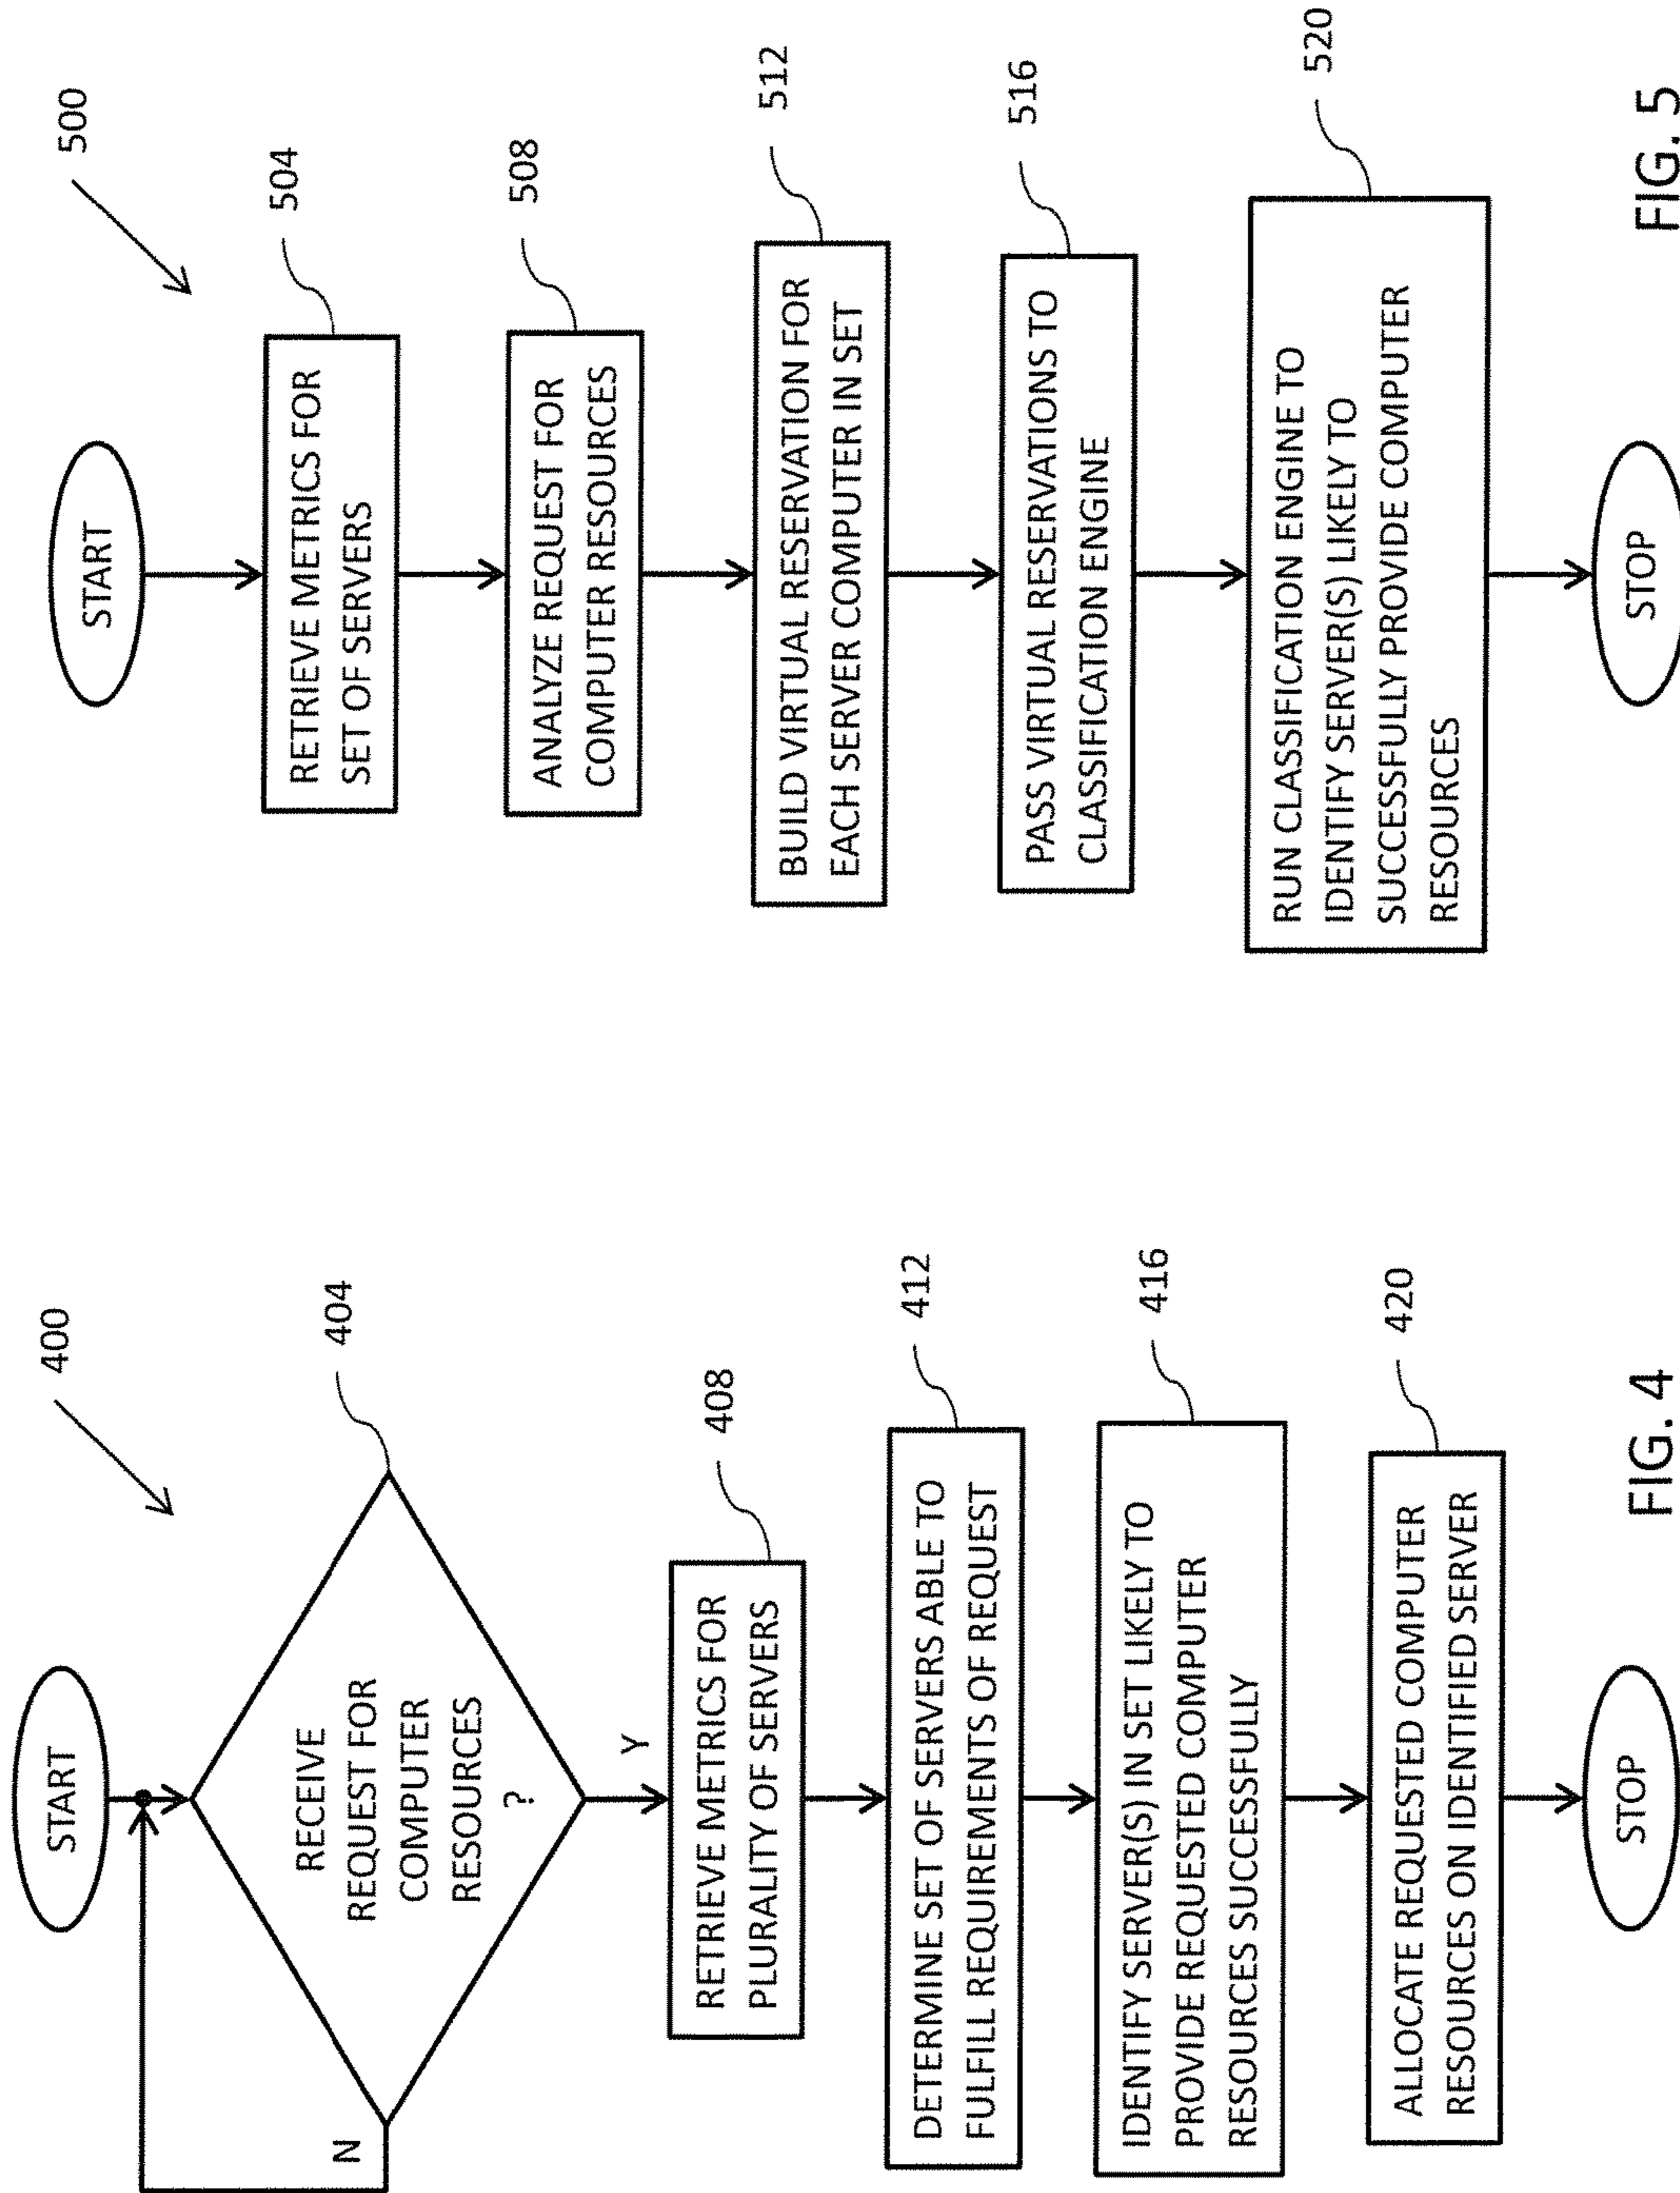 400
START
RECEIVE
REQUEST FOR
COMPUTER
RESOURCES
?
404
N
Y
RETRIEVE METRICS FOR
PLURALITY OF SERVERS
408
DETERMINE SET OF SERVERS ABLE TO
FULFILL REQUIREMENTS OF REQUEST
412
IDENTIFY SERVER(S) IN SET LIKELY TO
PROVIDE REQUESTED COMPUTER
RESOURCES SUCCESSFULLY
416
ALLOCATE REQUESTED COMPUTER
RESOURCES ON IDENTIFIED SERVER
420
STOP
FIG. 4
500
START
RETRIEVE METRICS FOR
SET OF SERVERS
504
ANALYZE REQUEST FOR
COMPUTER RESOURCES
508
BUILD VIRTUAL RESERVATION FOR
EACH SERVER COMPUTER IN SET
512
PASS VIRTUAL RESERVATIONS TO
CLASSIFICATION ENGINE
516
RUN CLASSIFICATION ENGINE TO
IDENTIFY SERVER(S) LIKELY TO
SUCCESSFULLY PROVIDE COMPUTER
RESOURCES
520
STOP
FIG. 5